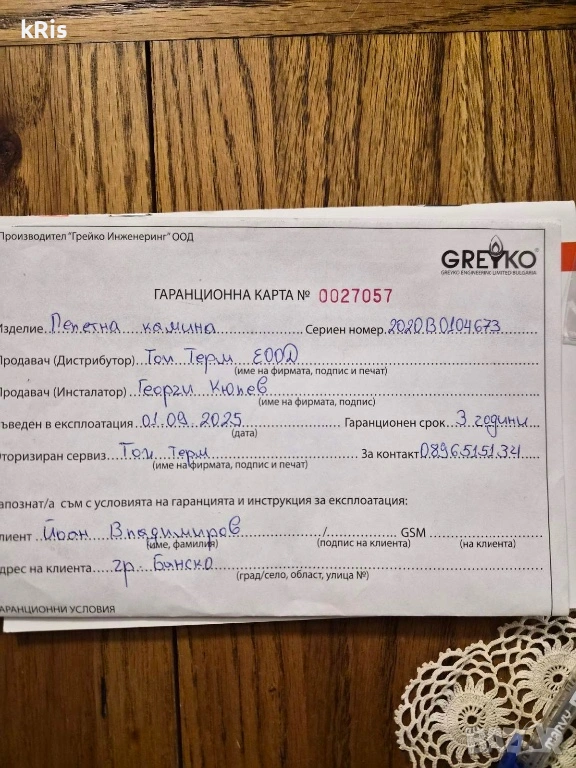 kRis
Производител "Грейко Инженеринг" ООД
GREYKO®
GREYKO ENGINEERING LIMITED BULGARIA
ГАРАНЦИОННА КАРТА № 0027057
Изделие Пелетна камина Сериен номер 2020B0104673
Продавач (Дистрибутор) Топ Терм ЕООД
(име на фирмата, подпис и печат)
Продавач (Инсталатор) Георги Кюлев
(име на фирмата, подпис)
Въведен в експлоатация 01.09.2025 Гаранционен срок 3 години
(дата)
Оторизиран сервиз Топ Терм За контакт 0896515134
(име на фирмата, подпис и печат)
Запознат/а съм с условията на гаранцията и инструкция за експлоатация:
Клиент Йоан Владимиров / GSM
(име, фамилия) (подпис на клиента) (на клиента)
Адрес на клиента гр. Банско
(град/село, област, улица №)
ГАРАНЦИОННИ УСЛОВИЯ